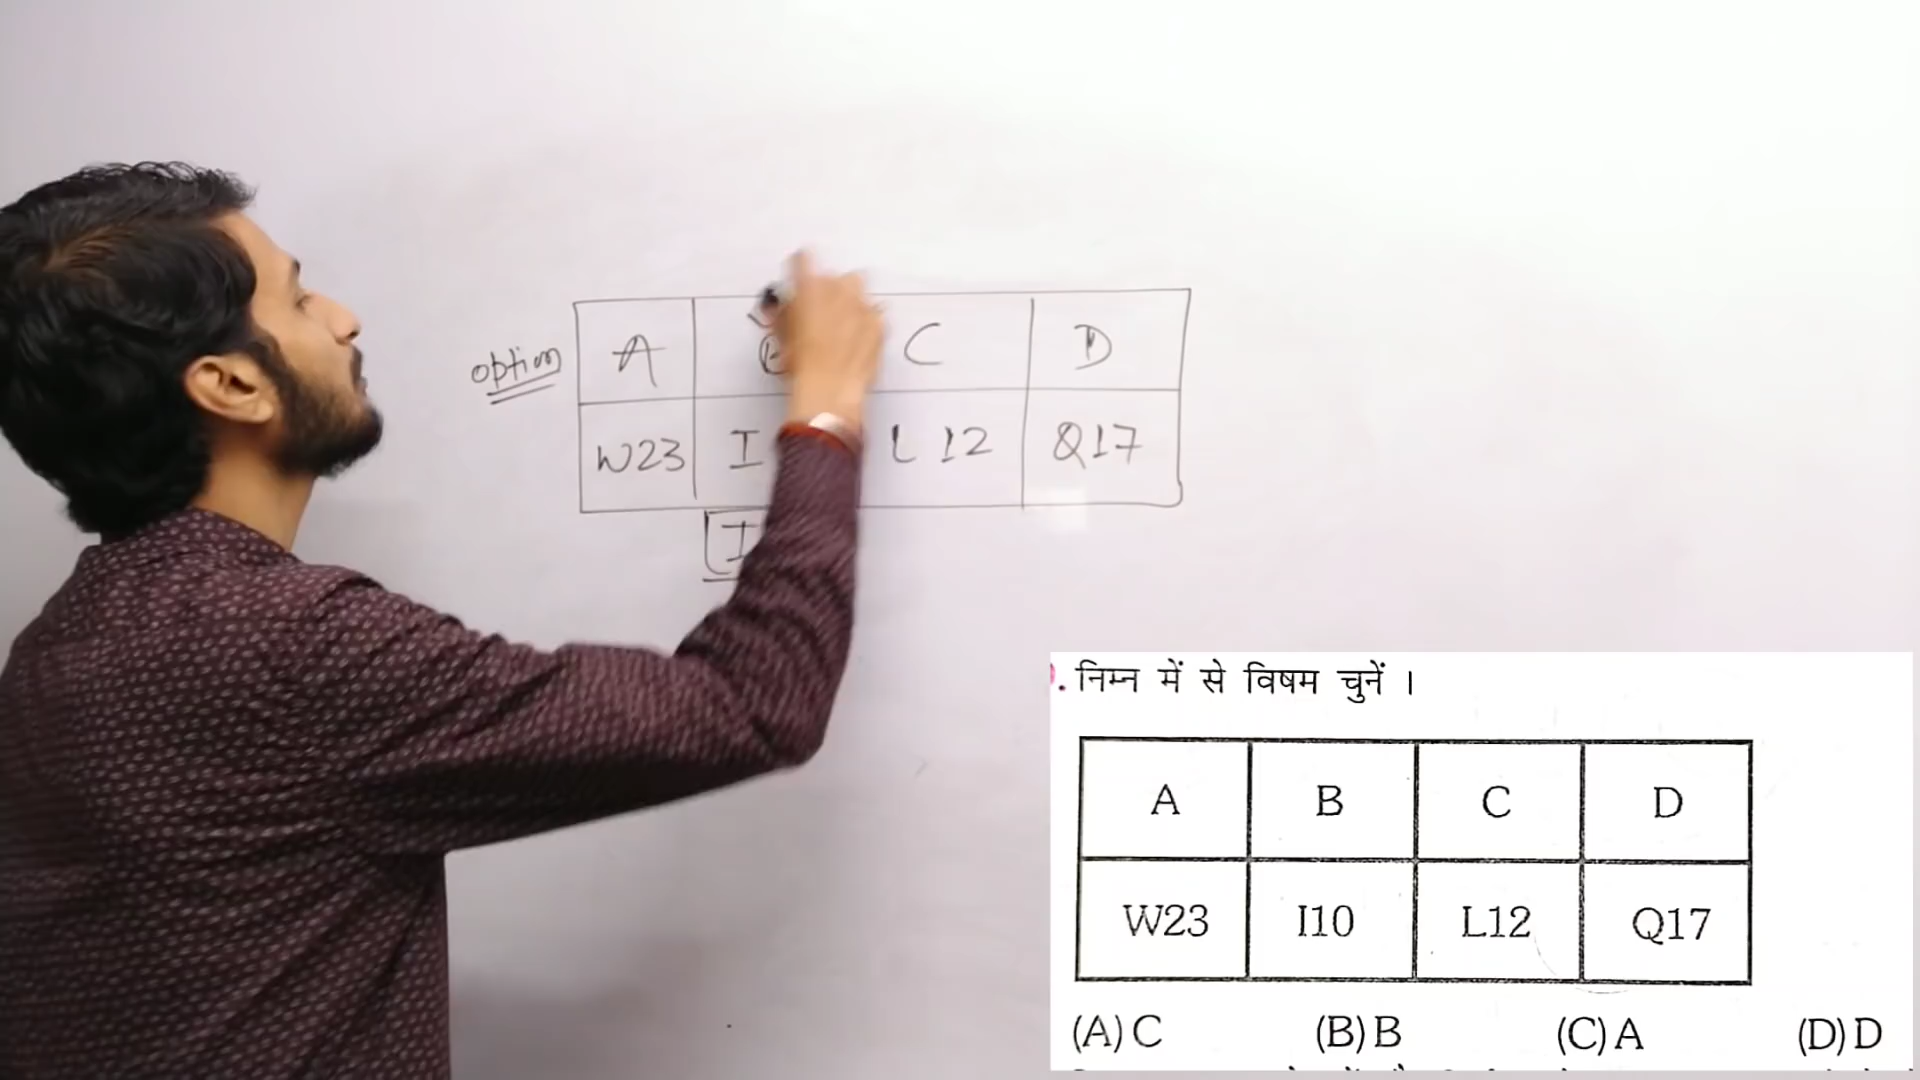 option A C D
W23 I L 12 Q17
I
. निम्न में से विषम चुनें ।
A B C D
W23 I10 L12 Q17
(A) C (B) B (C) A (D) D